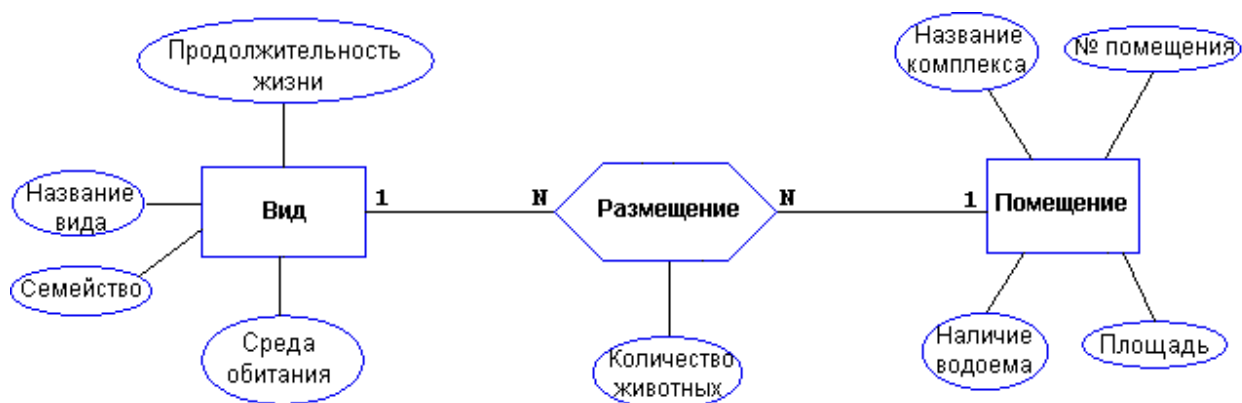 Продолжительность
жизни
Название
комплекса
№ помещения
Название
вида
Вид
1
N
Размещение
N
1
Помещение
Семейство
Среда
обитания
Количество
животных
Наличие
водоема
Площадь